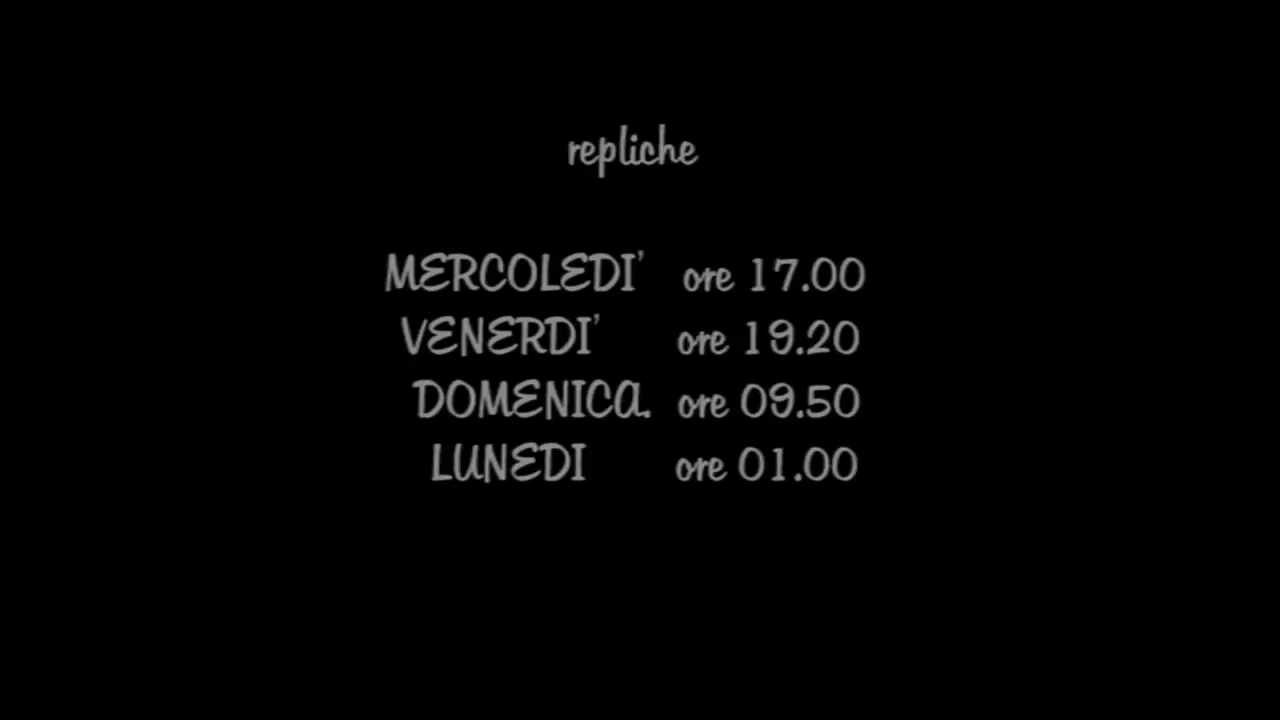 repliche
MERCOLEDI' ore 17.00
VENERDI' ore 19.20
DOMENICA. ore 09.50
LUNEDI ore 01.00